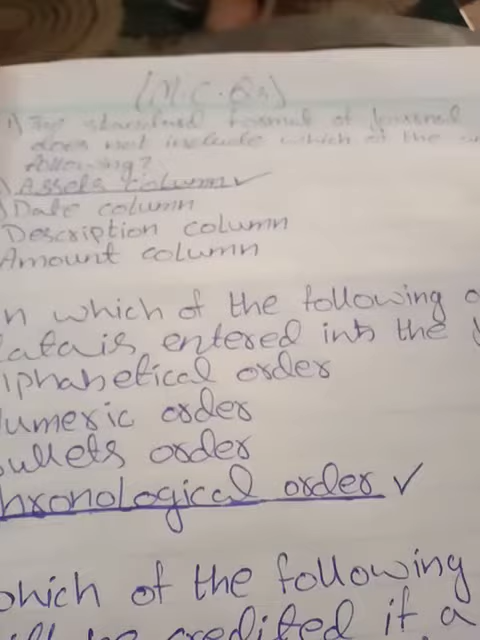 (M.C.Qs)
1) The standard format of Journal
does not include which of the
following?
) Assets column ✓
) Date column
Description column
Amount column
n which of the following o
ata is entered into the J
lphabetical order
umeric order
ullets order
hronological order ✓
which of the following
ll be credited if a